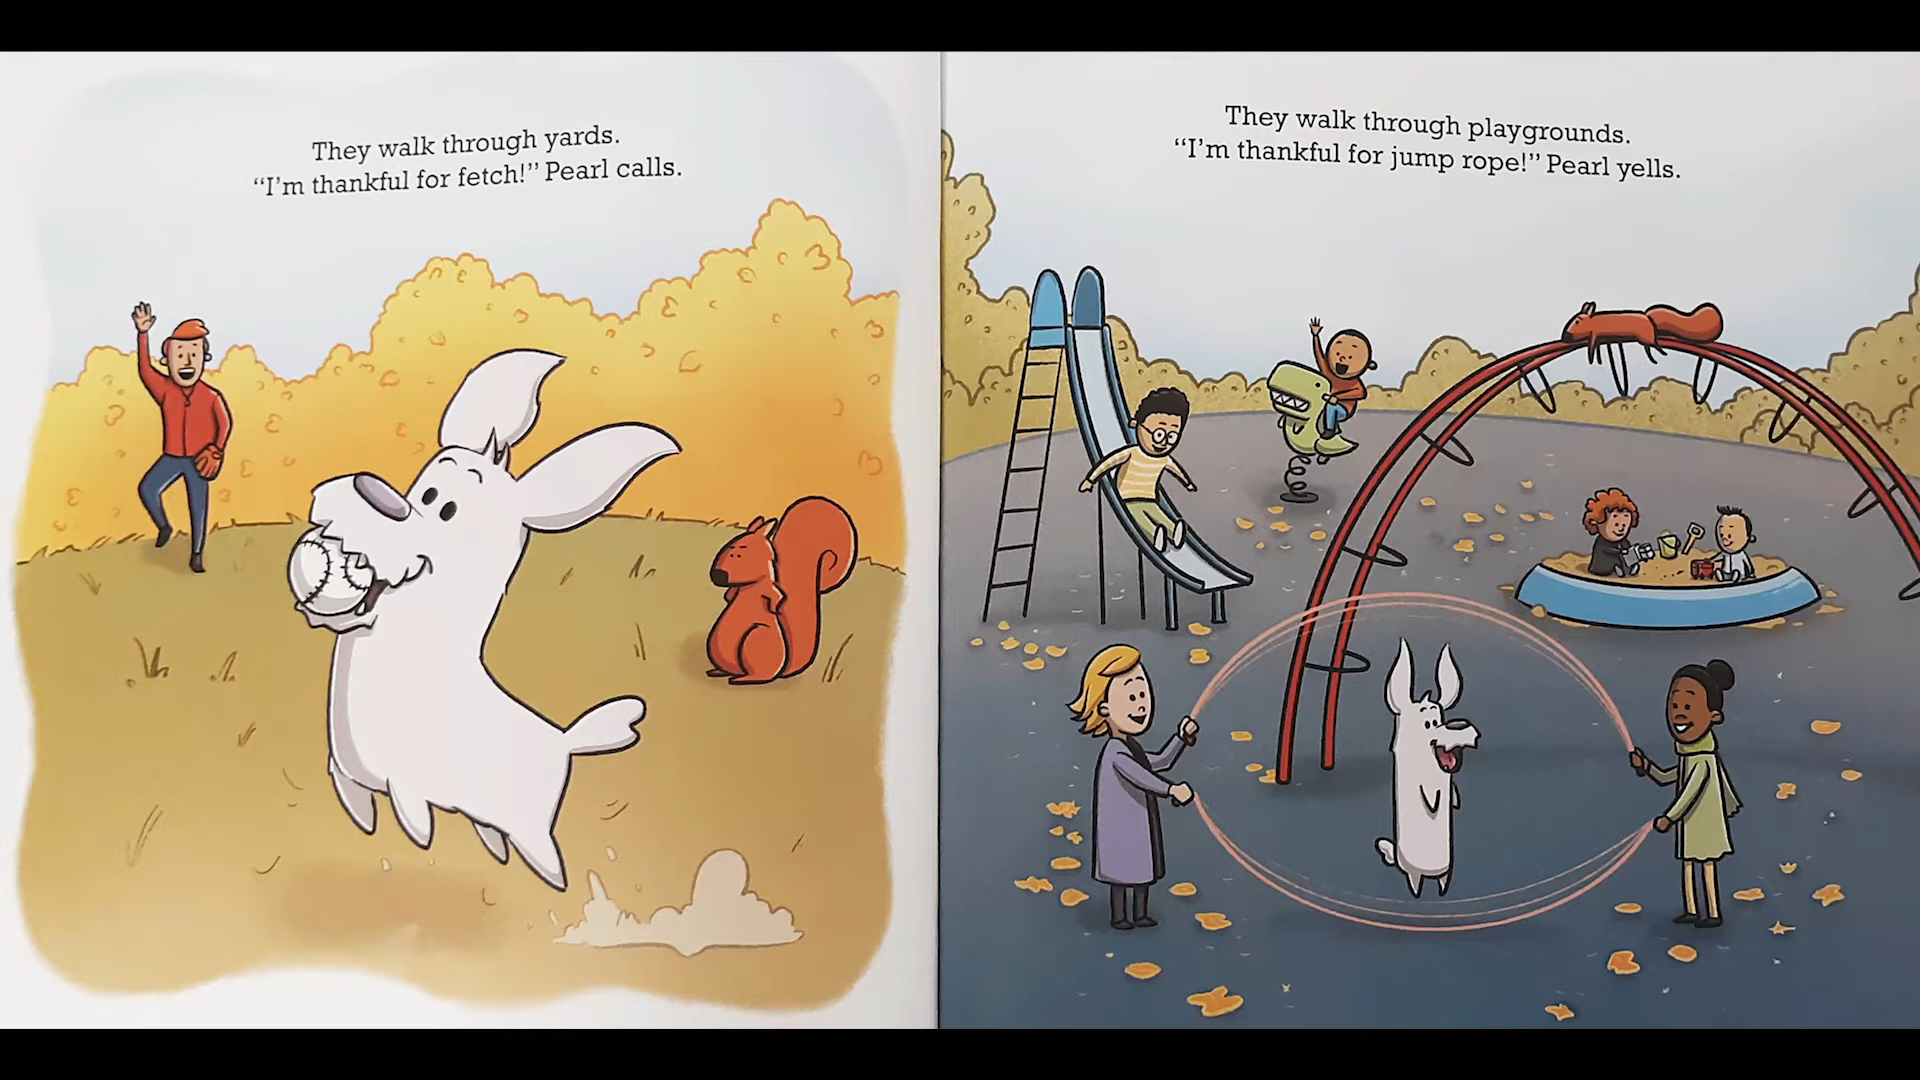 They walk through yards.
“I’m thankful for fetch!” Pearl calls.
They walk through playgrounds.
“I’m thankful for jump rope!” Pearl yells.